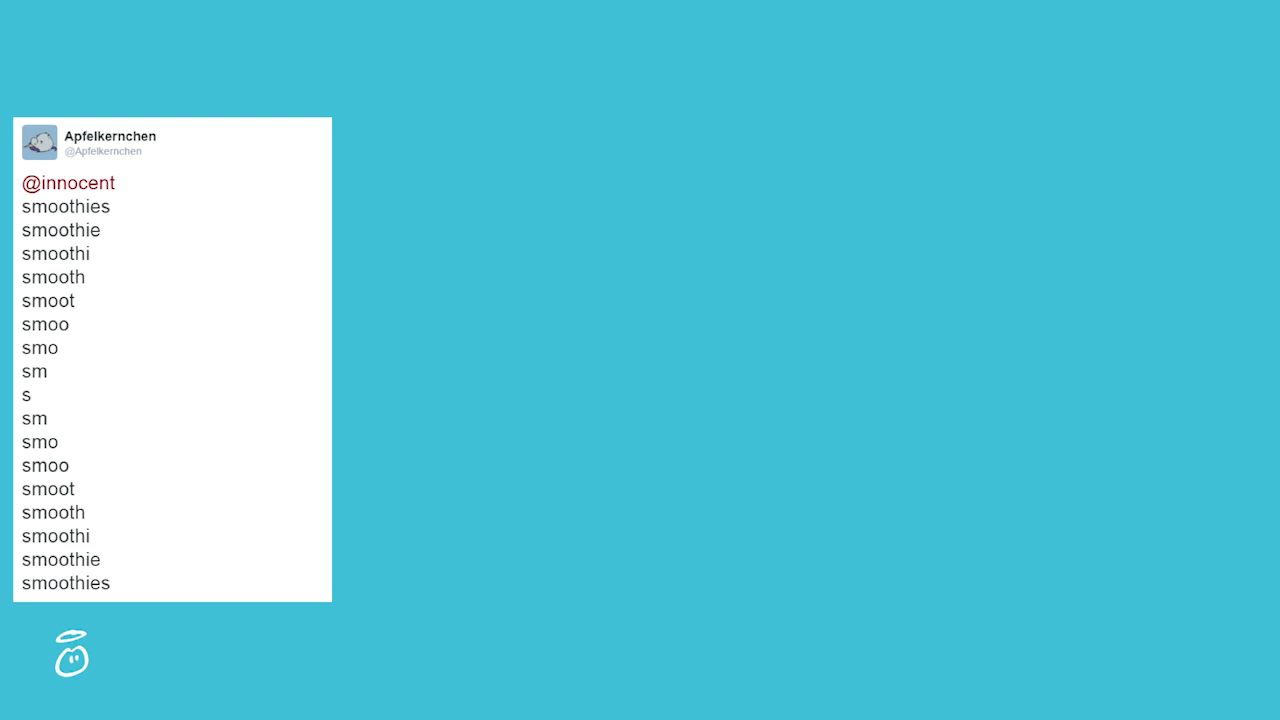 Apfelkernchen
@Apfelkernchen
@innocent
smoothies
smoothie
smoothi
smooth
smoot
smoo
smo
sm
s
sm
smo
smoo
smoot
smooth
smoothi
smoothie
smoothies